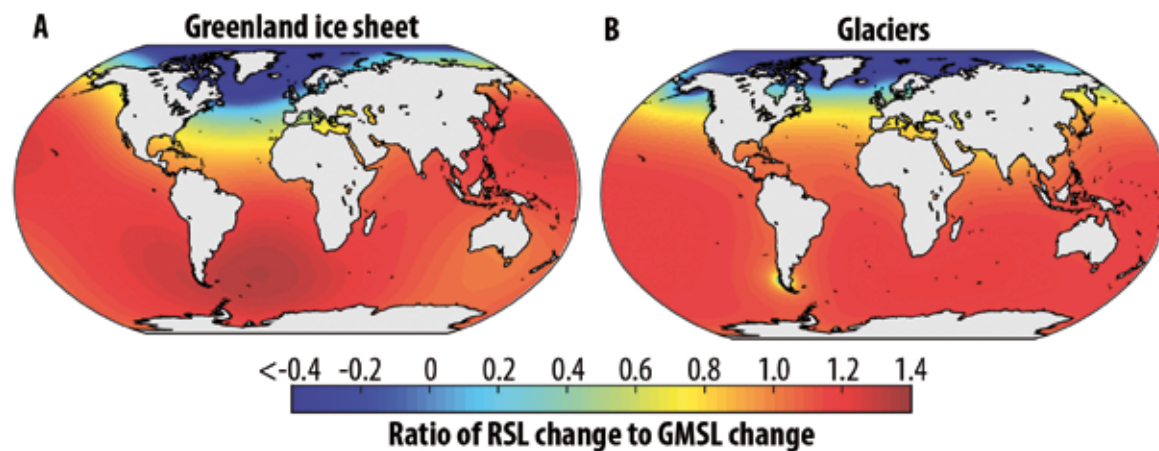 A Greenland ice sheet
B Glaciers
<-0.4 -0.2 0 0.2 0.4 0.6 0.8 1.0 1.2 1.4
Ratio of RSL change to GMSL change